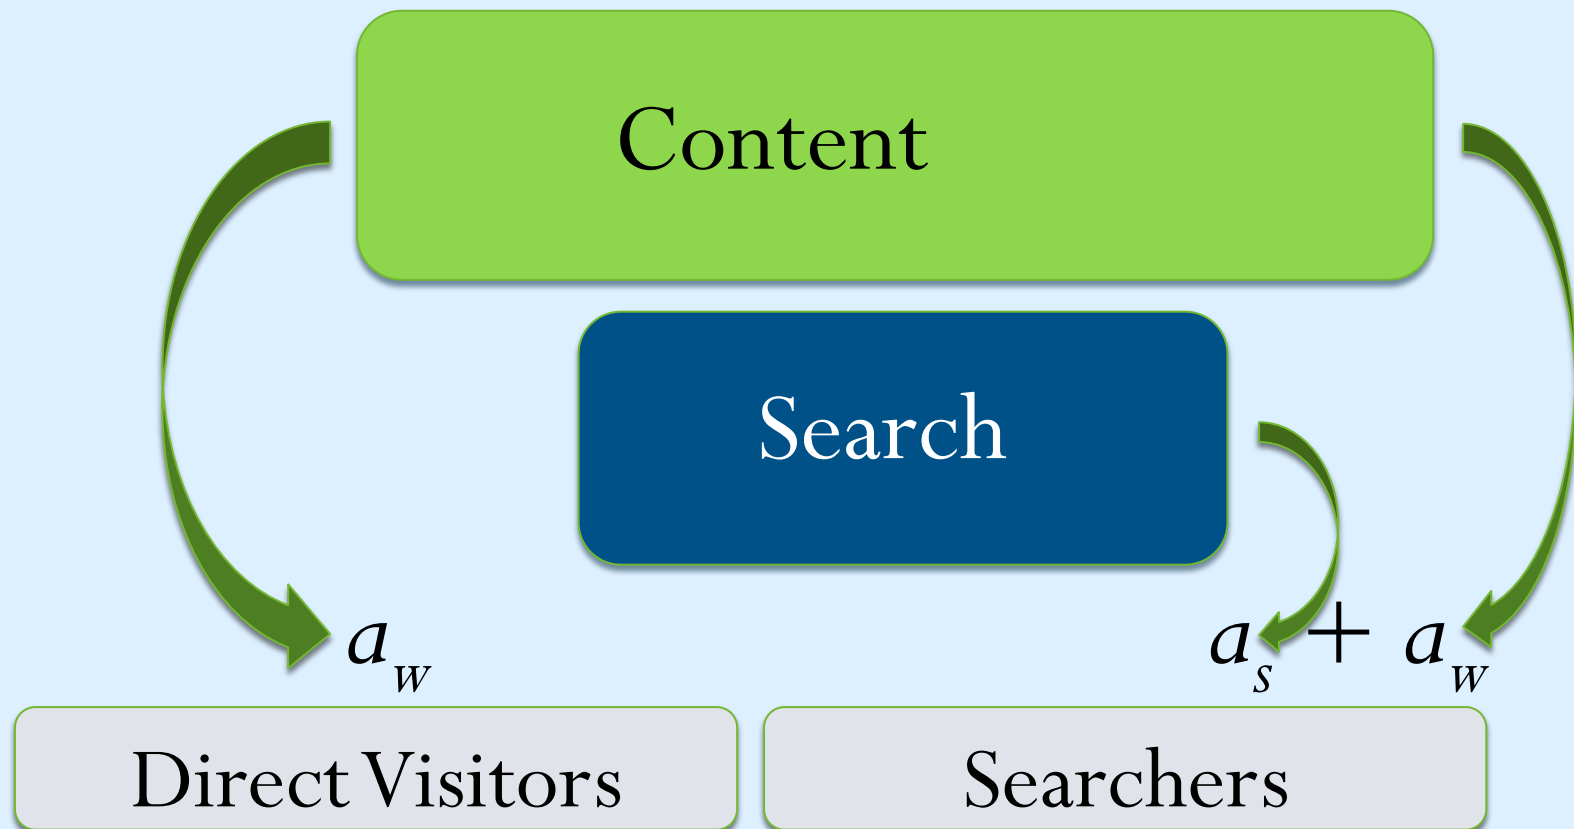 Content
Search
a_w
a_s + a_w
Direct Visitors
Searchers